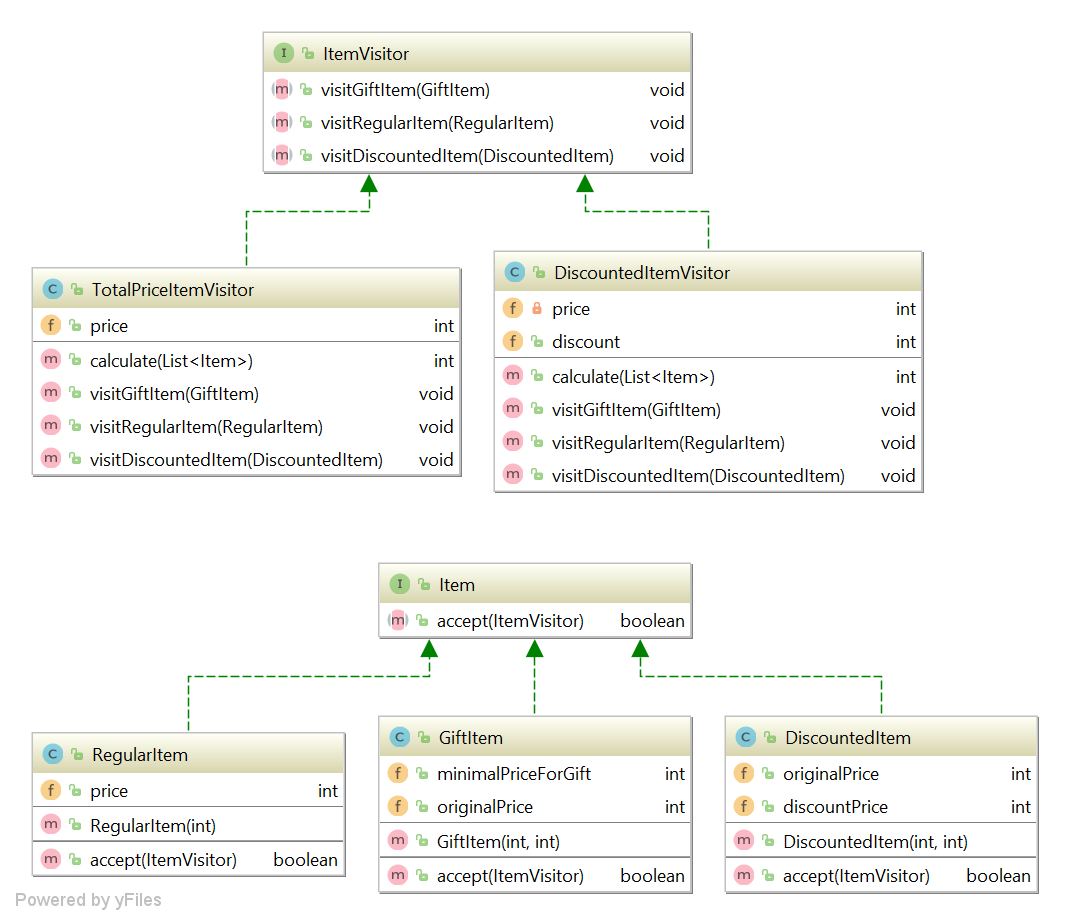 I ItemVisitor
m visitGiftItem(GiftItem) void
m visitRegularItem(RegularItem) void
m visitDiscountedItem(DiscountedItem) void
C TotalPriceItemVisitor
f price int
m calculate(List<Item>) int
m visitGiftItem(GiftItem) void
m visitRegularItem(RegularItem) void
m visitDiscountedItem(DiscountedItem) void
C DiscountedItemVisitor
f price int
f discount int
m calculate(List<Item>) int
m visitGiftItem(GiftItem) void
m visitRegularItem(RegularItem) void
m visitDiscountedItem(DiscountedItem) void
I Item
m accept(ItemVisitor) boolean
C RegularItem
f price int
m RegularItem(int)
m accept(ItemVisitor) boolean
C GiftItem
f minimalPriceForGift int
f originalPrice int
m GiftItem(int, int)
m accept(ItemVisitor) boolean
C DiscountedItem
f originalPrice int
f discountPrice int
m DiscountedItem(int, int)
m accept(ItemVisitor) boolean
Powered by yFiles